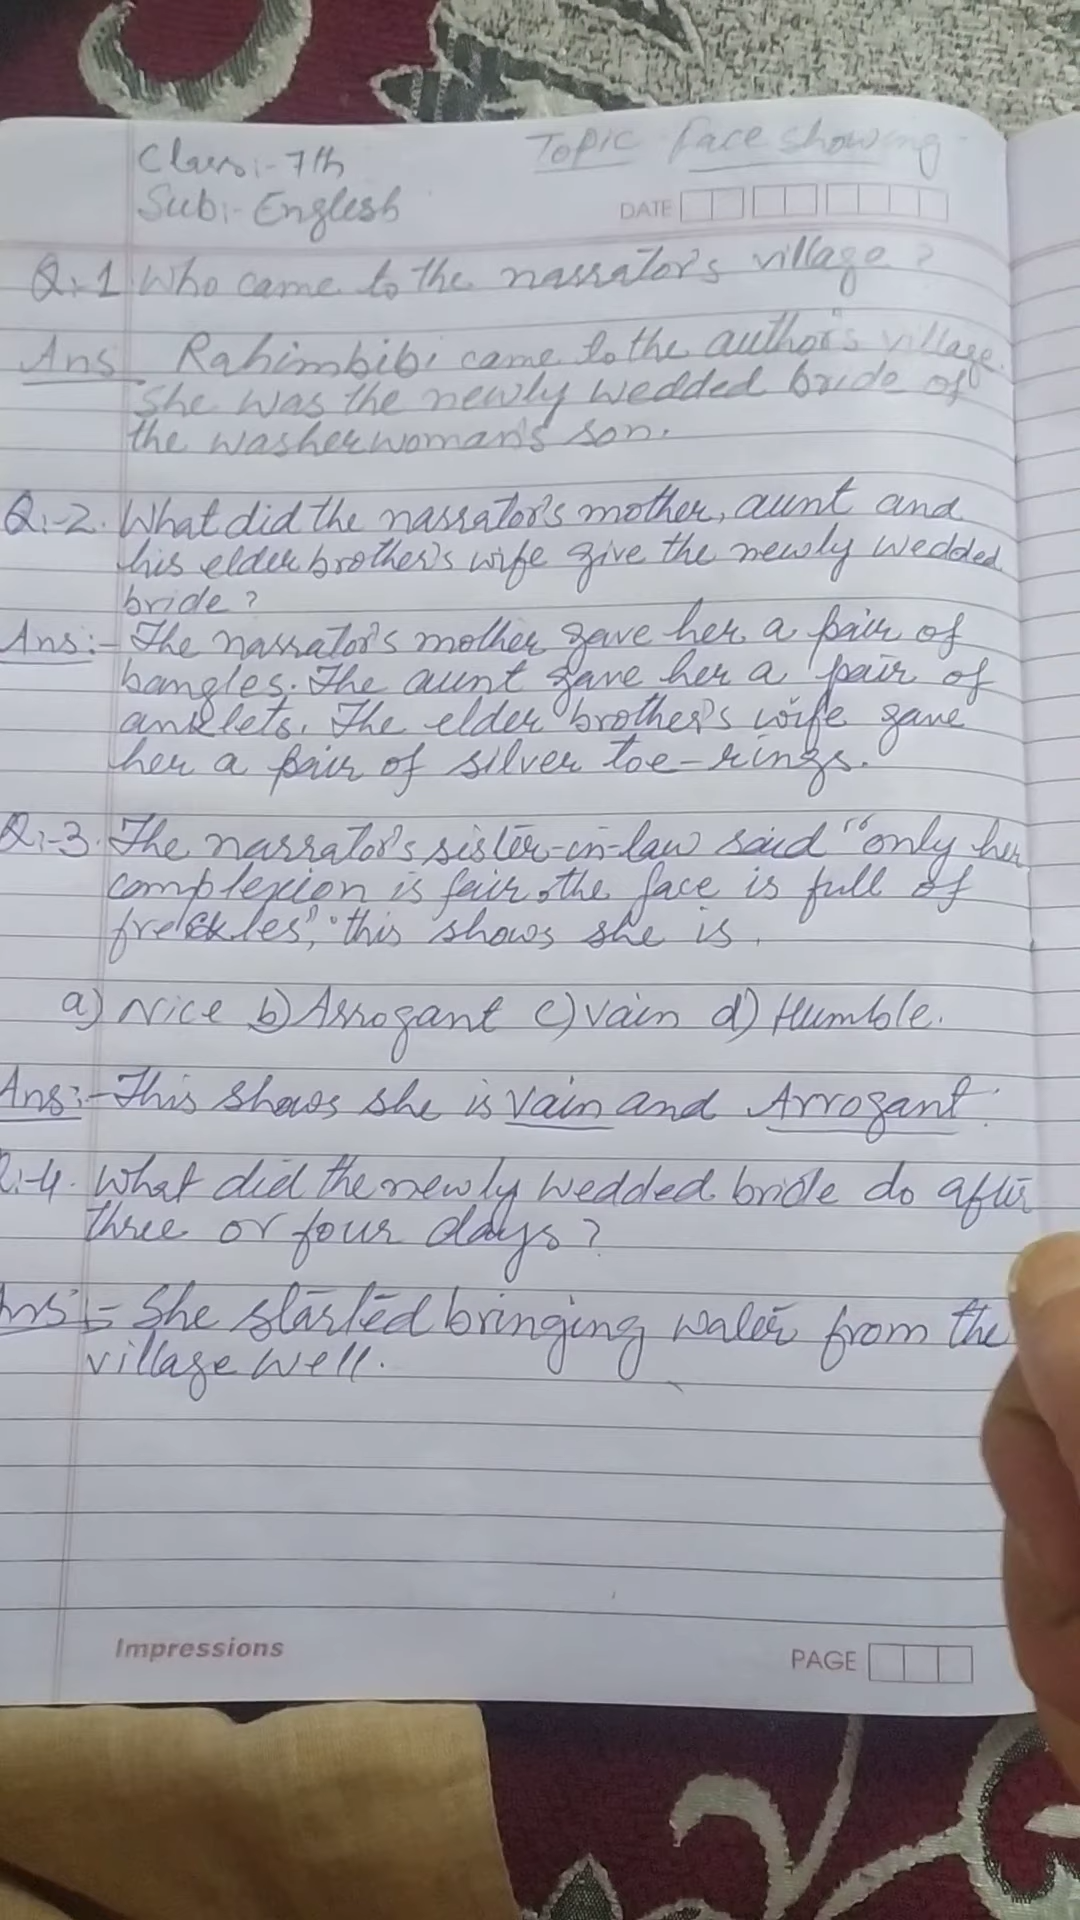 Class:- 7th
Topic Face showing
Sub:- English
DATE
Q:1 Who came to the narrator's village?
Ans Rahimbibi came to the author's village.
She was the newly wedded bride of
the washerwoman's son.
Q:-2. What did the narrator's mother, aunt and
his elder brother's wife give the newly wedded
bride?
Ans:- The narrator's mother gave her a pair of
bangles. The aunt gave her a pair of
anklets. The elder brother's wife gave
her a pair of silver toe-rings.
Q:-3. The narrator's sister-in-law said "only her
complexion is fair, the face is full of
freckles", this shows she is.
a) Nice b) Arrogant c) Vain d) Humble.
Ans:- This shows she is Vain and Arrogant.
Q:-4. What did the newly wedded bride do after
three or four days?
Ans:- She started bringing water from the
village well.
Impressions
PAGE